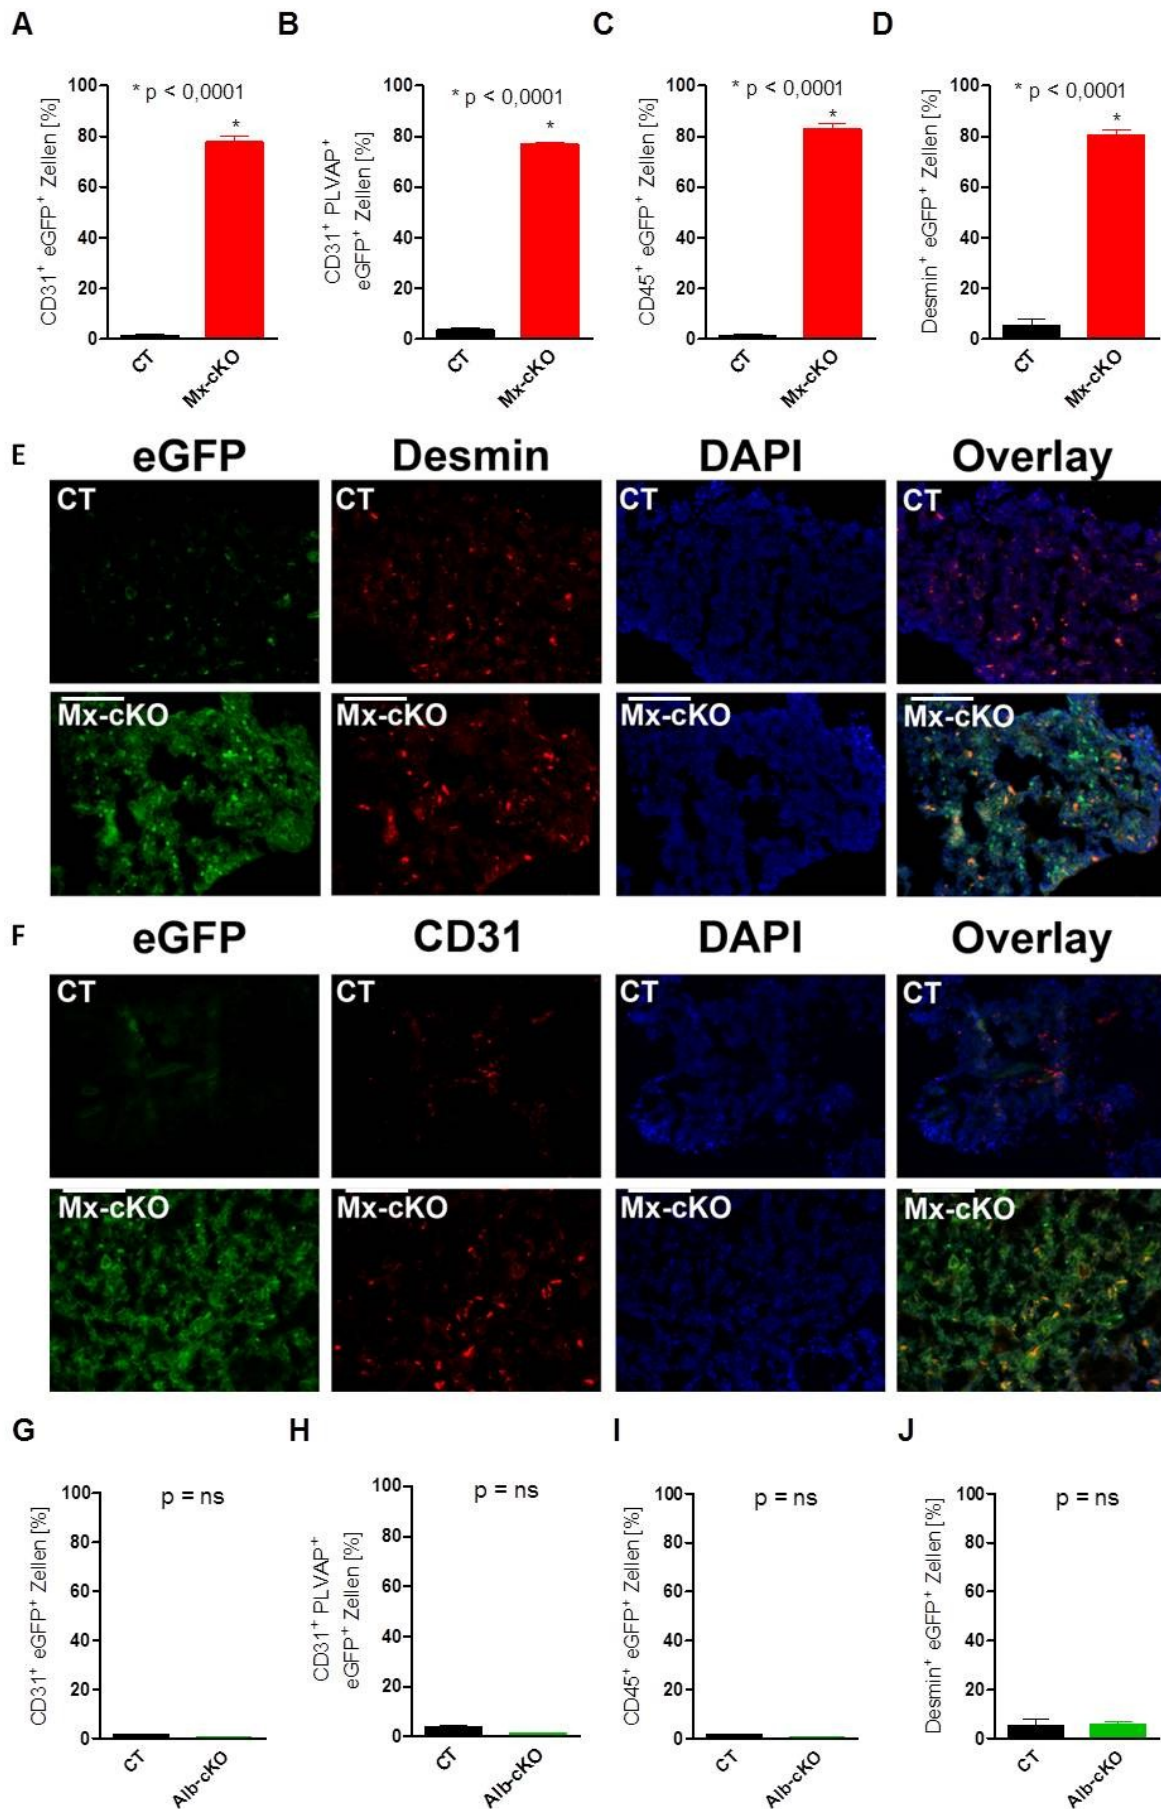 A
B
C
D
CD31⁺ eGFP⁺ Zellen [%]
100
80
60
40
20
0
* p < 0,0001
*
CT
Mx-cKO
CD31⁺ PLVAP⁺
eGFP⁺ Zellen [%]
100
80
60
40
20
0
* p < 0,0001
*
CT
Mx-cKO
CD45⁺ eGFP⁺ Zellen [%]
100
80
60
40
20
0
* p < 0,0001
*
CT
Mx-cKO
Desmin⁺ eGFP⁺ Zellen [%]
100
80
60
40
20
0
* p < 0,0001
*
CT
Mx-cKO
E
eGFP Desmin DAPI Overlay
CT CT CT CT
Mx-cKO Mx-cKO Mx-cKO Mx-cKO
F
eGFP CD31 DAPI Overlay
CT CT CT CT
Mx-cKO Mx-cKO Mx-cKO Mx-cKO
G
H
I
J
CD31⁺ eGFP⁺ Zellen [%]
100
80
60
40
20
0
p = ns
CT
Alb-cKO
CD31⁺ PLVAP⁺
eGFP⁺ Zellen [%]
100
80
60
40
20
0
p = ns
CT
Alb-cKO
CD45⁺ eGFP⁺ Zellen [%]
100
80
60
40
20
0
p = ns
CT
Alb-cKO
Desmin⁺ eGFP⁺ Zellen [%]
100
80
60
40
20
0
p = ns
CT
Alb-cKO